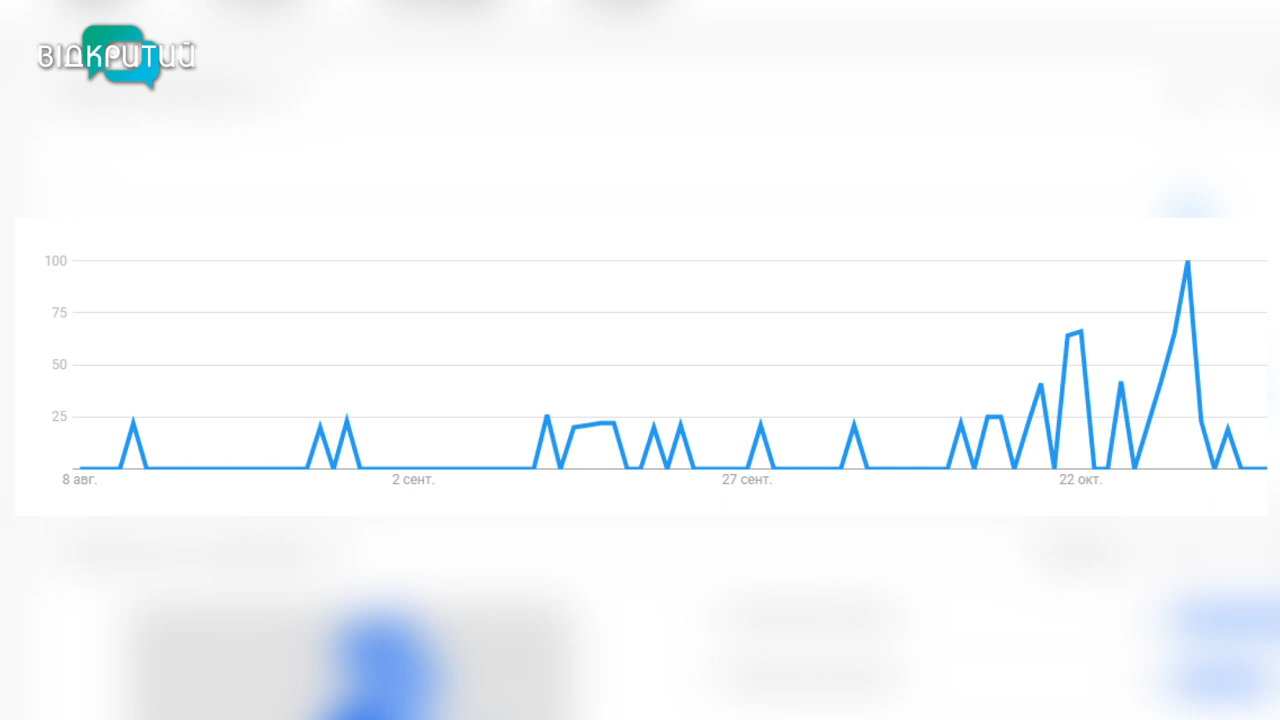 ВІДКРИТИЙ
100
75
50
25
8 авг.
2 сент.
27 сент.
22 окт.